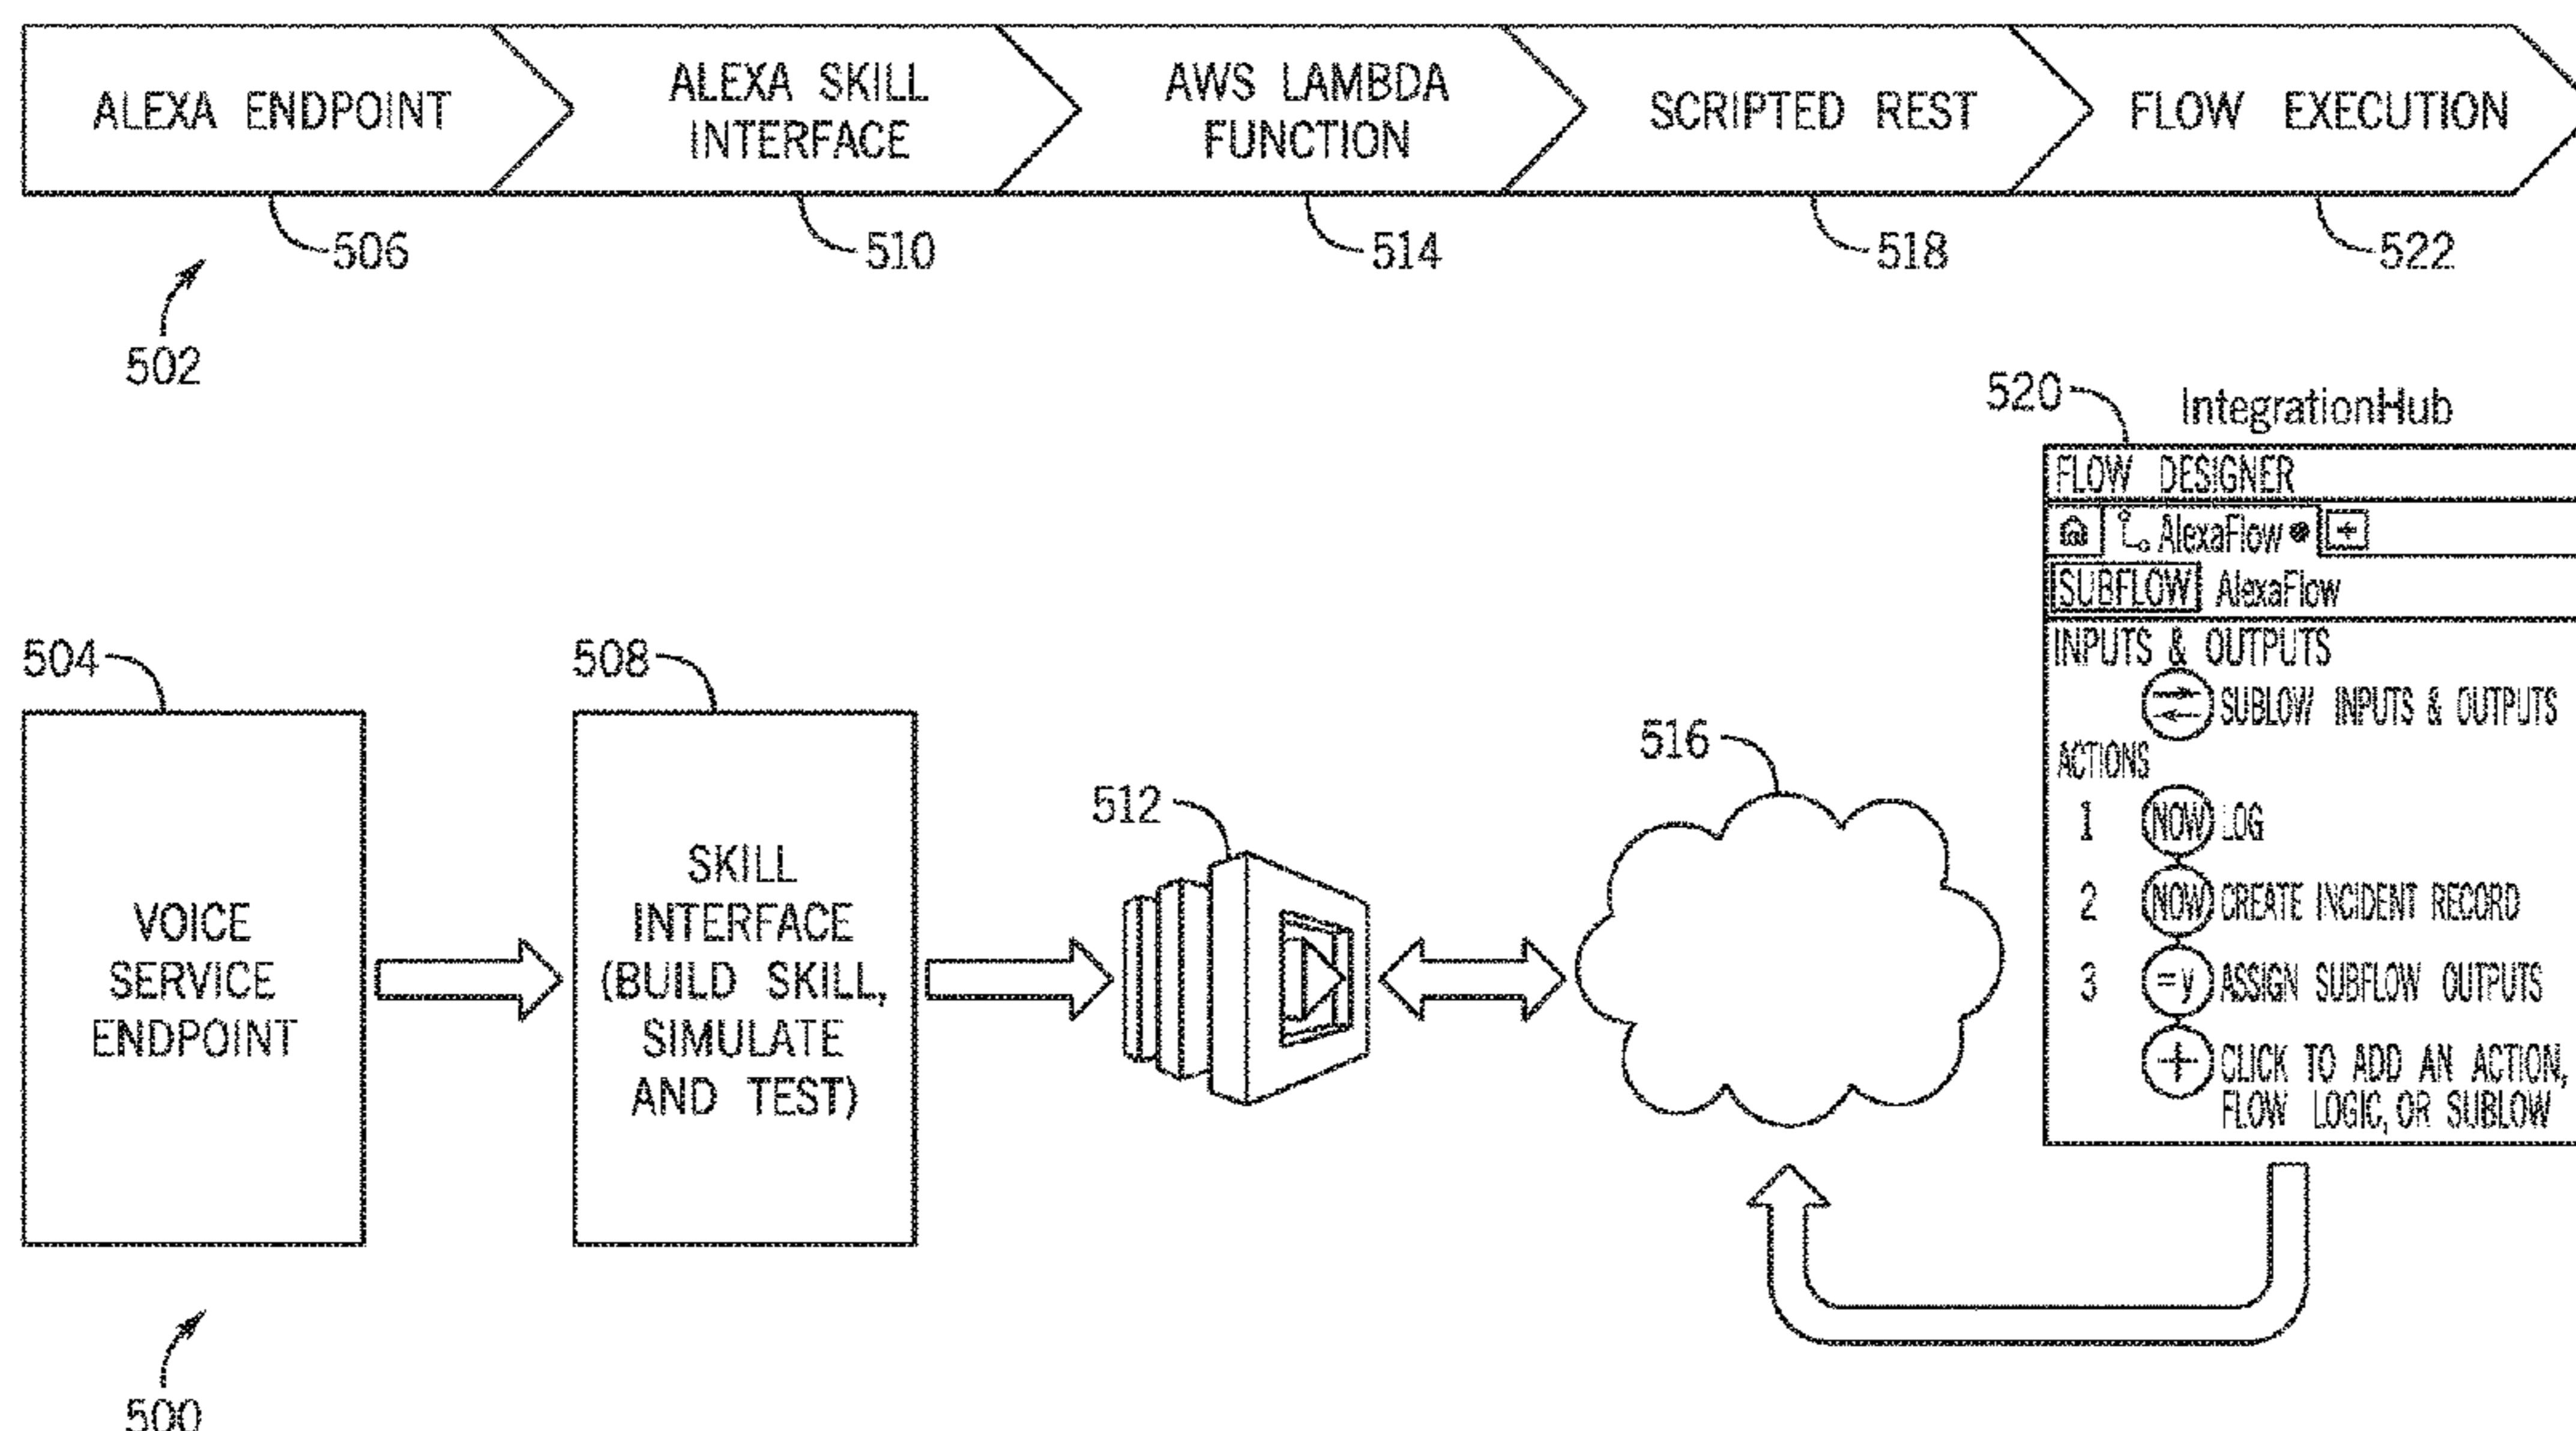 ALEXA ENDPOINT
ALEXA SKILL
INTERFACE
AWS LAMBDA
FUNCTION
SCRIPTED REST
FLOW EXECUTION
506
510
514
518
522
502
520
IntegrationHub
FLOW DESIGNER
AlexaFlow
SUBFLOW AlexaFlow
INPUTS & OUTPUTS
SUBLOW INPUTS & OUTPUTS
ACTIONS
1 NOW LOG
2 NOW CREATE INCIDENT RECORD
3 =y ASSIGN SUBFLOW OUTPUTS
+ CLICK TO ADD AN ACTION,
FLOW LOGIC, OR SUBLOW
504
VOICE
SERVICE
ENDPOINT
508
SKILL
INTERFACE
(BUILD SKILL,
SIMULATE
AND TEST)
512
516
500